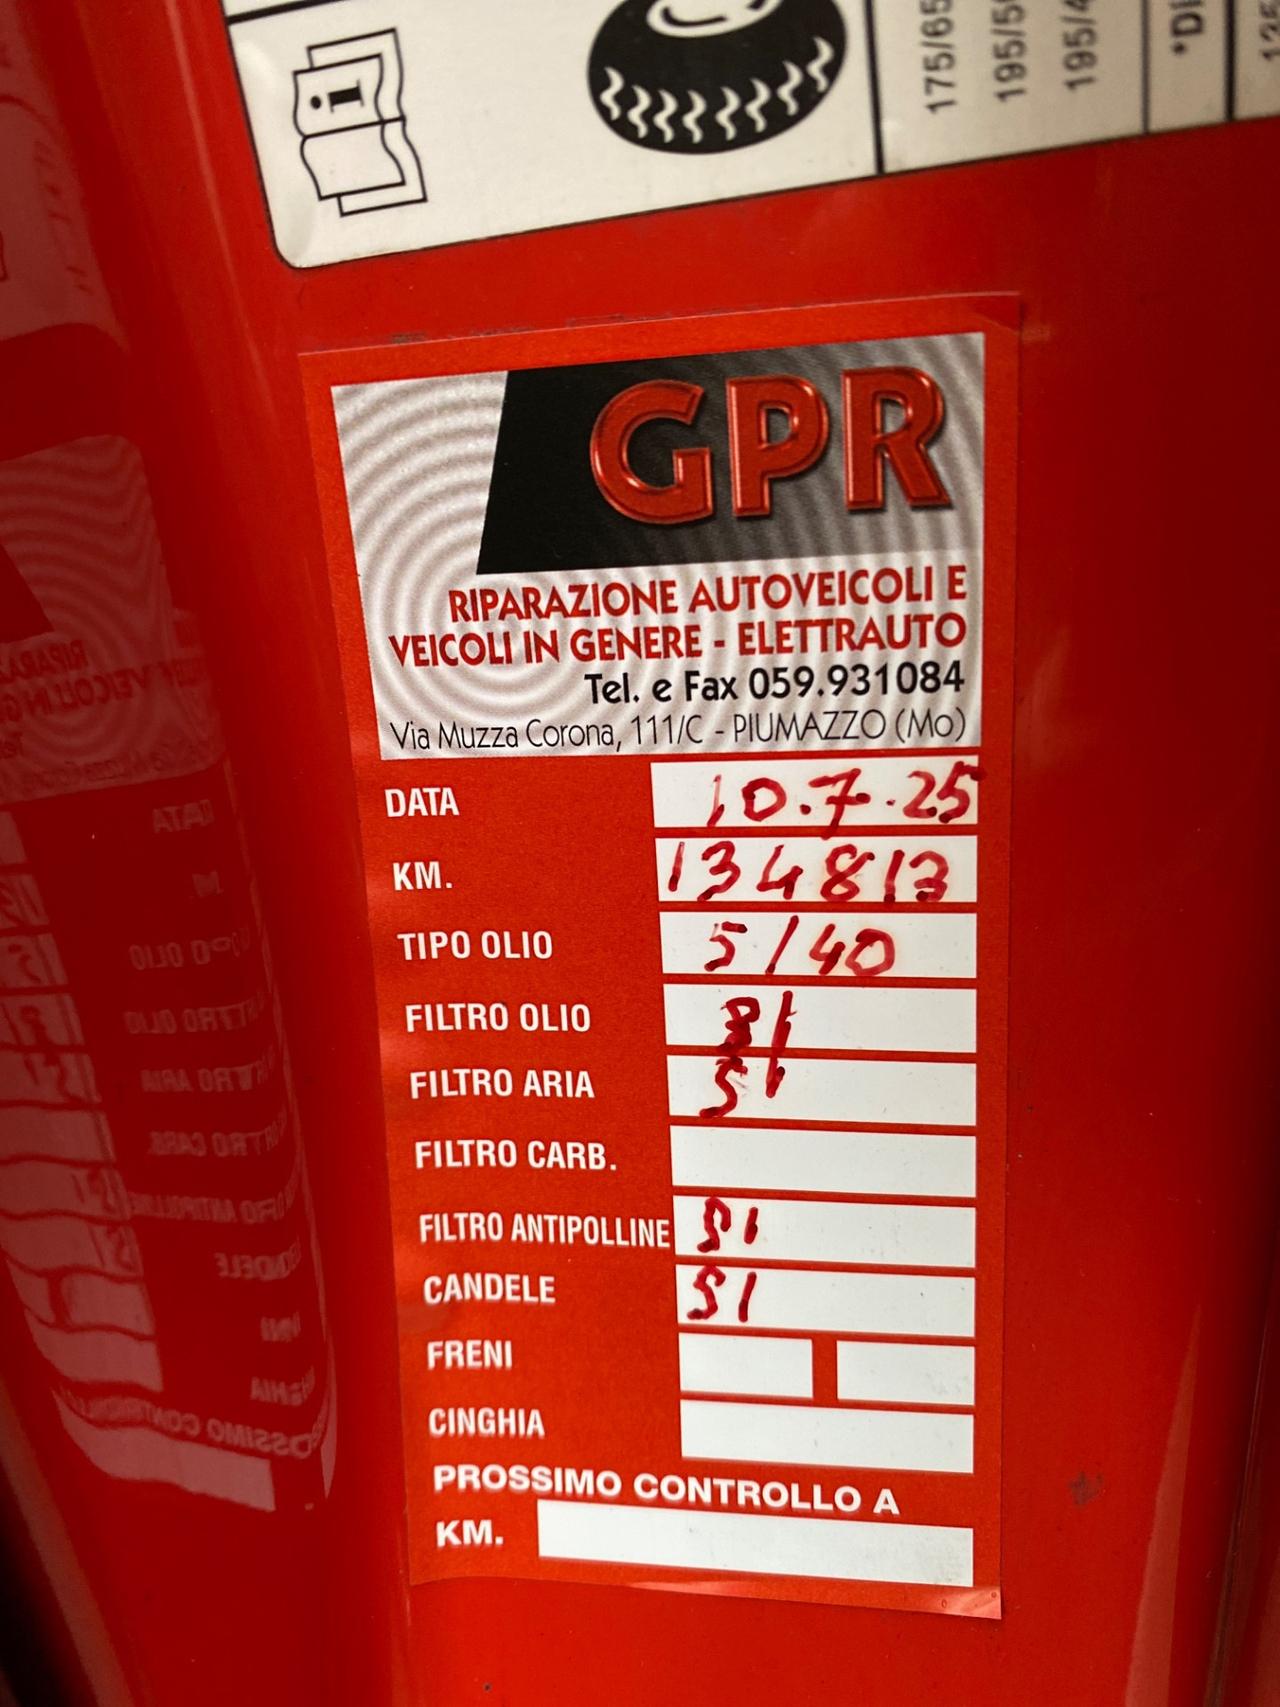 i
175/65
195/5
195/4
*DI
125
GPR
RIPARAZIONE AUTOVEICOLI E
VEICOLI IN GENERE - ELETTRAUTO
Tel. e Fax 059.931084
Via Muzza Corona, 111/C - PIUMAZZO (Mo)
DATA 10.7.25
KM. 134813
TIPO OLIO 5/40
FILTRO OLIO SI
FILTRO ARIA SI
FILTRO CARB.
FILTRO ANTIPOLLINE SI
CANDELE SI
FRENI
CINGHIA
PROSSIMO CONTROLLO A
KM.